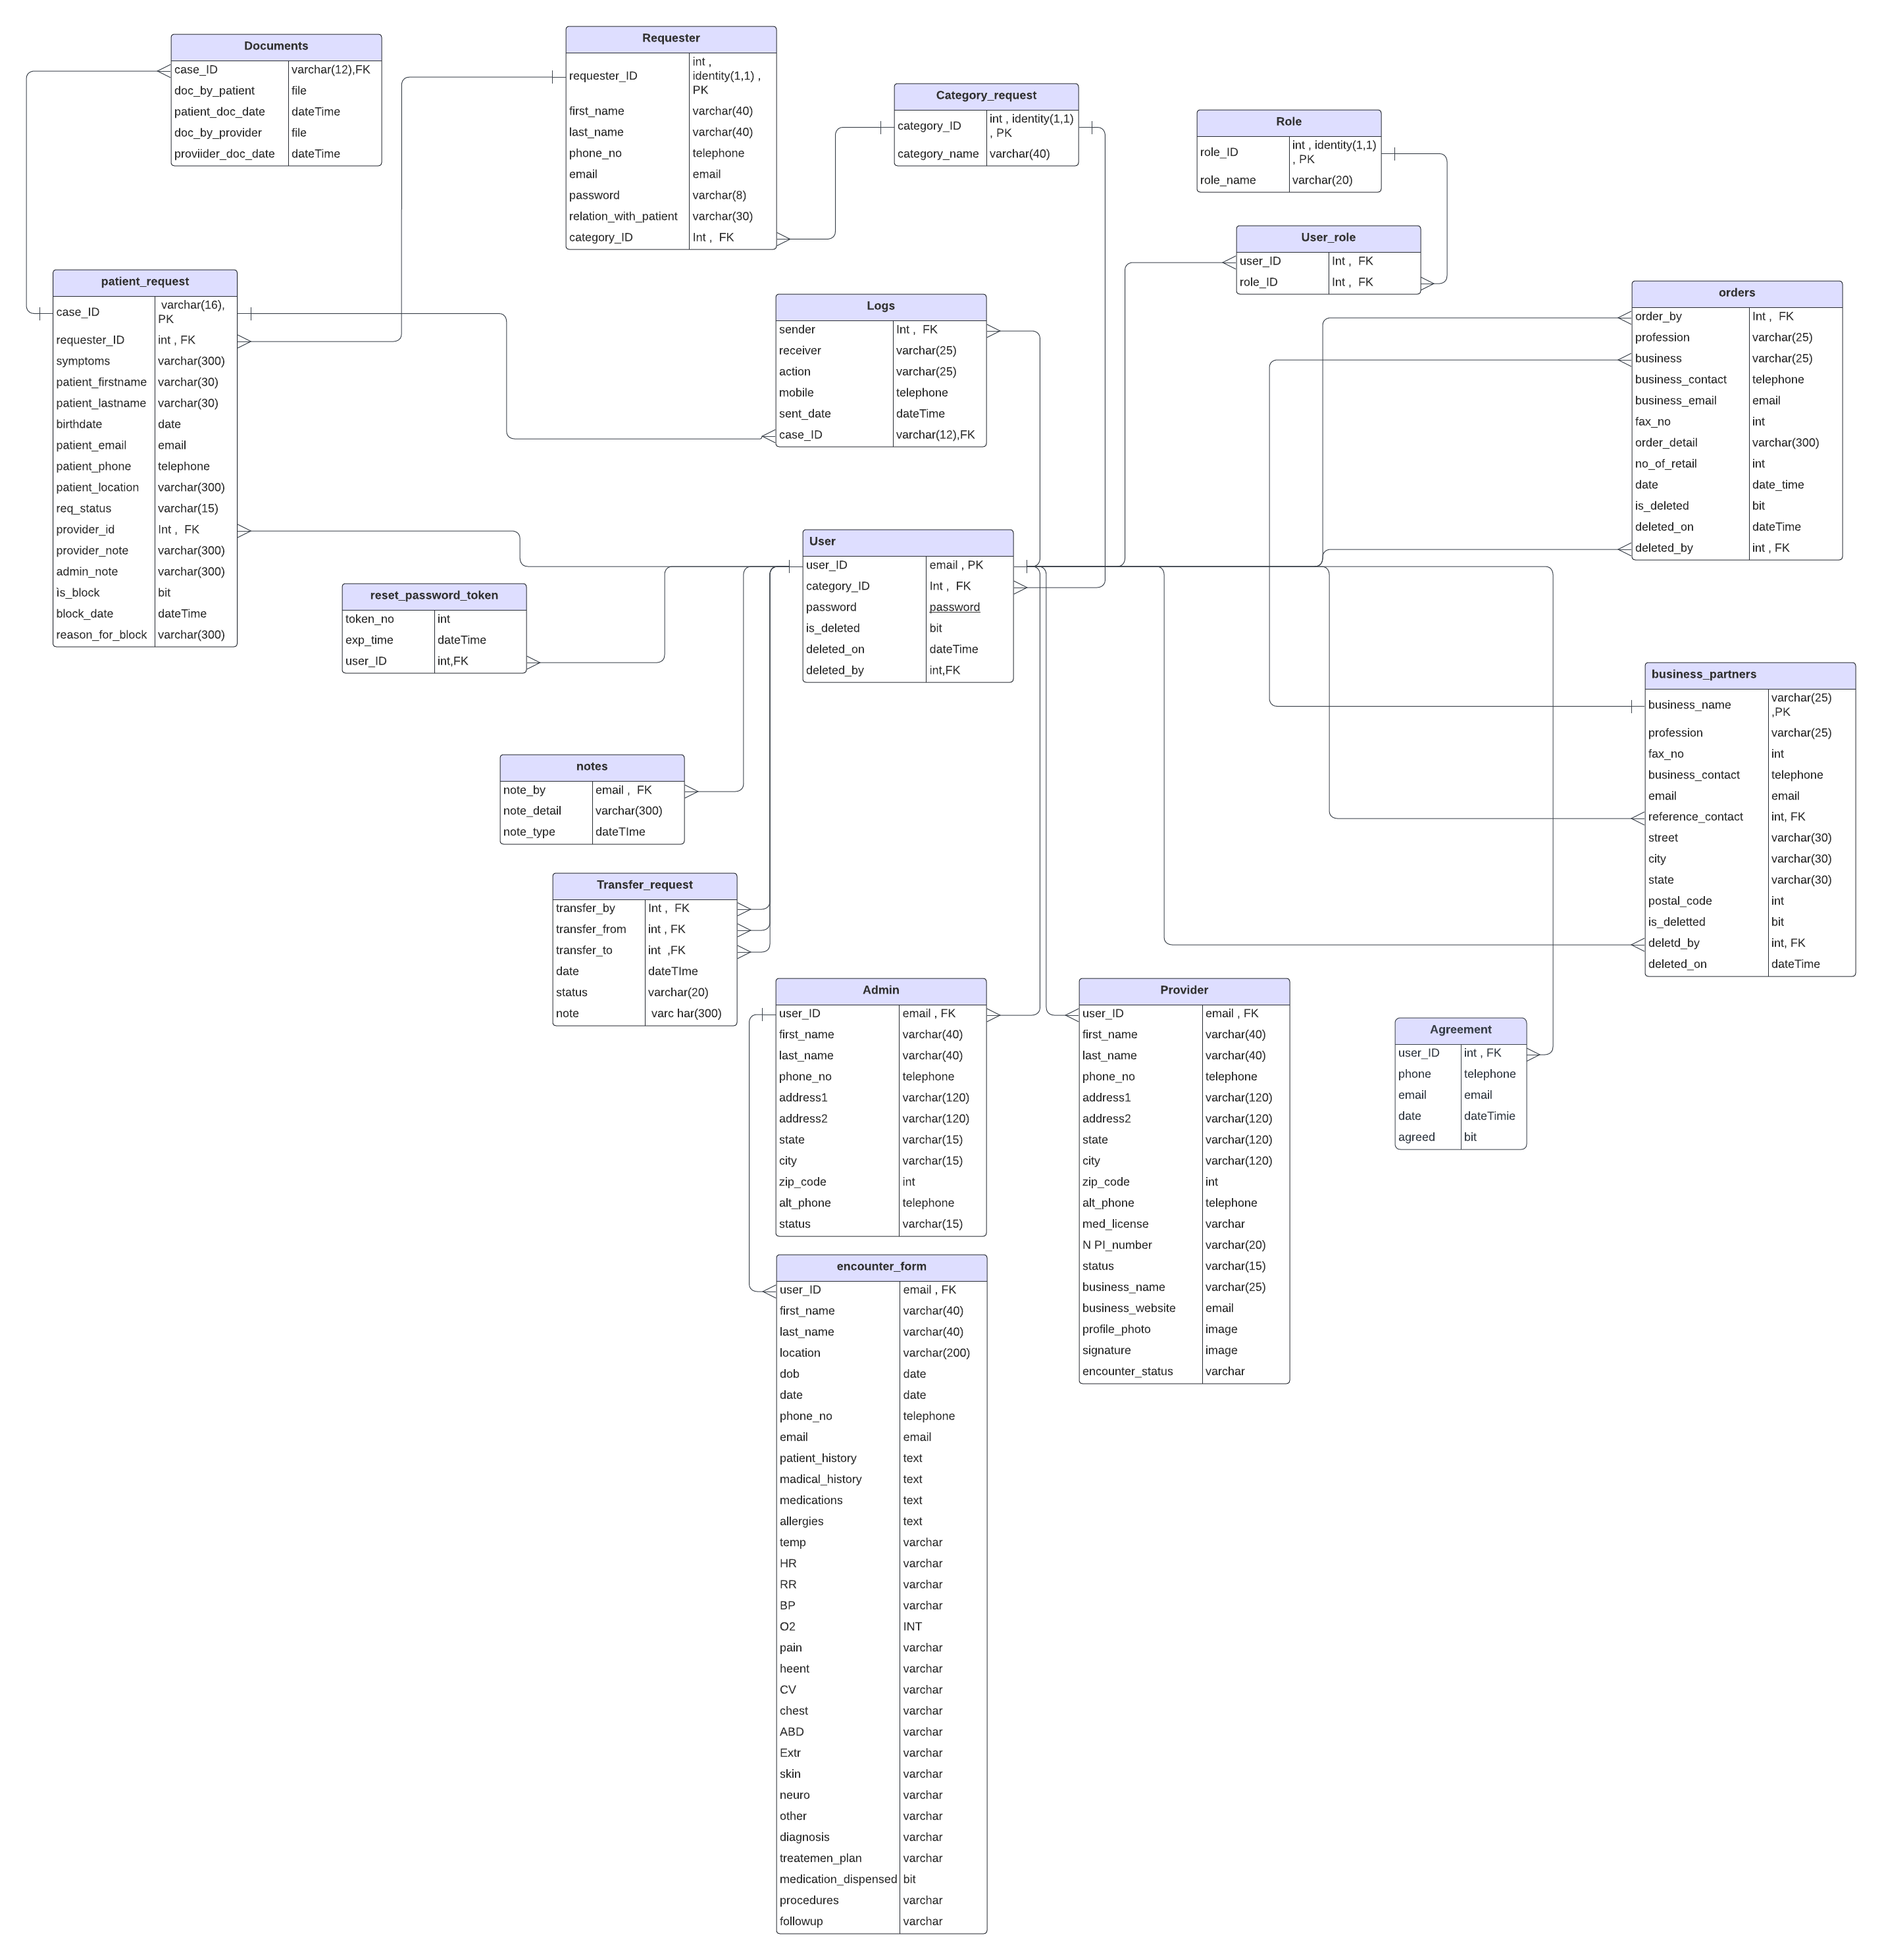 Documents
case_ID varchar(12),FK
doc_by_patient file
patient_doc_date dateTime
doc_by_provider file
proviider_doc_date dateTime
Requester
requester_ID int ,
identity(1,1) ,
PK
first_name varchar(40)
last_name varchar(40)
phone_no telephone
email email
password varchar(8)
relation_with_patient varchar(30)
category_ID Int , FK
Category_request
category_ID int , identity(1,1)
, PK
category_name varchar(40)
Role
role_ID int , identity(1,1)
, PK
role_name varchar(20)
User_role
user_ID Int , FK
role_ID Int , FK
patient_request
case_ID varchar(16),
PK
requester_ID int , FK
symptoms varchar(300)
patient_firstname varchar(30)
patient_lastname varchar(30)
birthdate date
patient_email email
patient_phone telephone
patient_location varchar(300)
req_status varchar(15)
provider_id Int , FK
provider_note varchar(300)
admin_note varchar(300)
is_block bit
block_date dateTime
reason_for_block varchar(300)
Logs
sender Int , FK
receiver varchar(25)
action varchar(25)
mobile telephone
sent_date dateTime
case_ID varchar(12),FK
orders
order_by Int , FK
profession varchar(25)
business varchar(25)
business_contact telephone
business_email email
fax_no int
order_detail varchar(300)
no_of_retail int
date date_time
is_deleted bit
deleted_on dateTime
deleted_by int , FK
User
user_ID email , PK
category_ID Int , FK
password password
is_deleted bit
deleted_on dateTime
deleted_by int,FK
reset_password_token
token_no int
exp_time dateTime
user_ID int,FK
business_partners
business_name varchar(25)
,PK
profession varchar(25)
fax_no int
business_contact telephone
email email
reference_contact int, FK
street varchar(30)
city varchar(30)
state varchar(30)
postal_code int
is_deletted bit
deletd_by int, FK
deleted_on dateTime
notes
note_by email , FK
note_detail varchar(300)
note_type dateTIme
Transfer_request
transfer_by Int , FK
transfer_from int , FK
transfer_to int ,FK
date dateTIme
status varchar(20)
note varc har(300)
Admin
user_ID email , FK
first_name varchar(40)
last_name varchar(40)
phone_no telephone
address1 varchar(120)
address2 varchar(120)
state varchar(15)
city varchar(15)
zip_code int
alt_phone telephone
status varchar(15)
Provider
user_ID email , FK
first_name varchar(40)
last_name varchar(40)
phone_no telephone
address1 varchar(120)
address2 varchar(120)
state varchar(120)
city varchar(120)
zip_code int
alt_phone telephone
med_license varchar
N PI_number varchar(20)
status varchar(15)
business_name varchar(25)
business_website email
profile_photo image
signature image
encounter_status varchar
Agreement
user_ID int , FK
phone telephone
email email
date dateTimie
agreed bit
encounter_form
user_ID email , FK
first_name varchar(40)
last_name varchar(40)
location varchar(200)
dob date
date date
phone_no telephone
email email
patient_history text
madical_history text
medications text
allergies text
temp varchar
HR varchar
RR varchar
BP varchar
O2 INT
pain varchar
heent varchar
CV varchar
chest varchar
ABD varchar
Extr varchar
skin varchar
neuro varchar
other varchar
diagnosis varchar
treatemen_plan varchar
medication_dispensed bit
procedures varchar
followup varchar